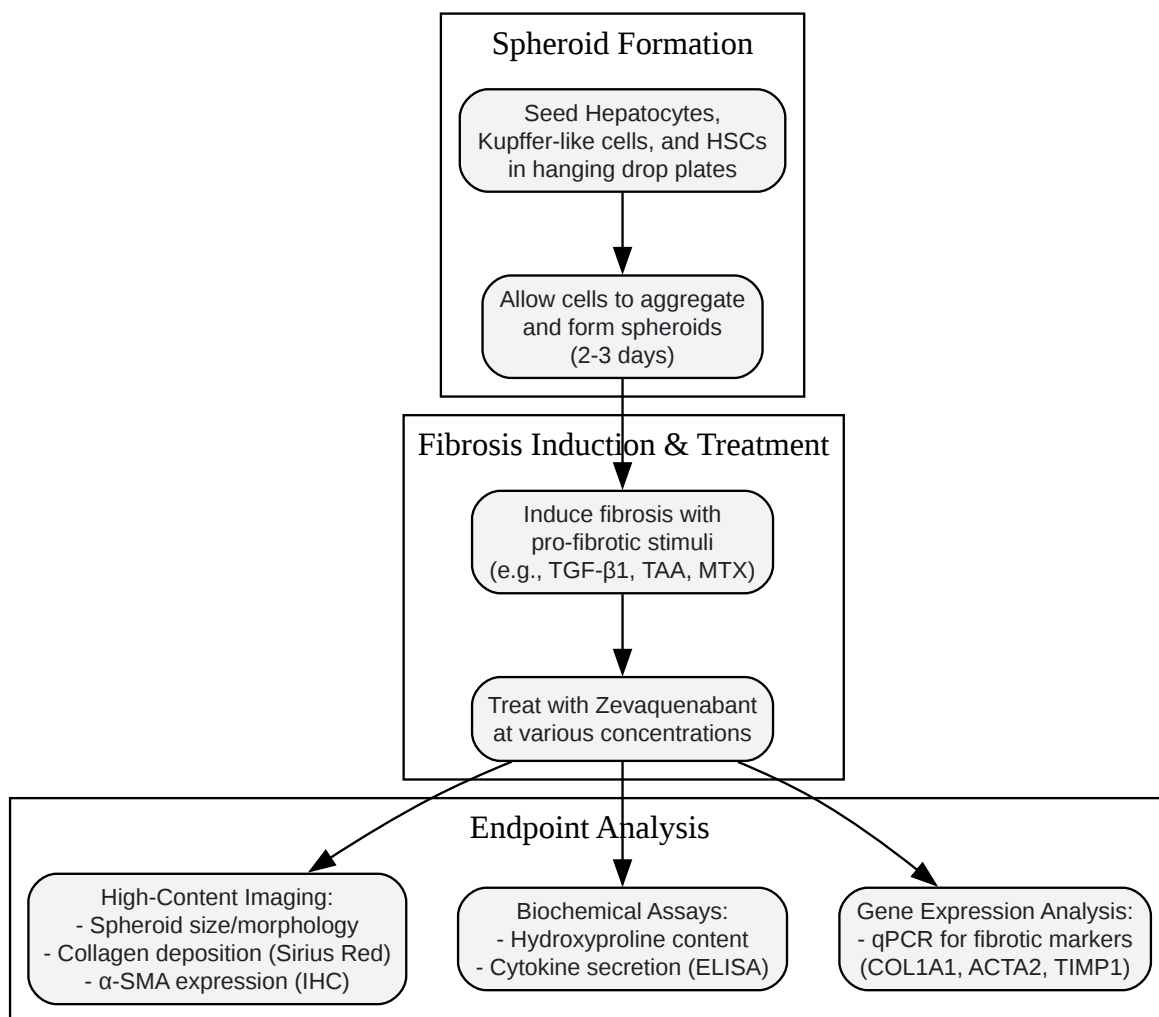 Spheroid Formation
Seed Hepatocytes,
Kupffer-like cells, and HSCs
in hanging drop plates
Allow cells to aggregate
and form spheroids
(2-3 days)
Fibrosis Induction & Treatment
Induce fibrosis with
pro-fibrotic stimuli
(e.g., TGF-β1, TAA, MTX)
Treat with Zevaquenabant
at various concentrations
Endpoint Analysis
High-Content Imaging:
- Spheroid size/morphology
- Collagen deposition (Sirius Red)
- α-SMA expression (IHC)
Biochemical Assays:
- Hydroxyproline content
- Cytokine secretion (ELISA)
Gene Expression Analysis:
- qPCR for fibrotic markers
(COL1A1, ACTA2, TIMP1)